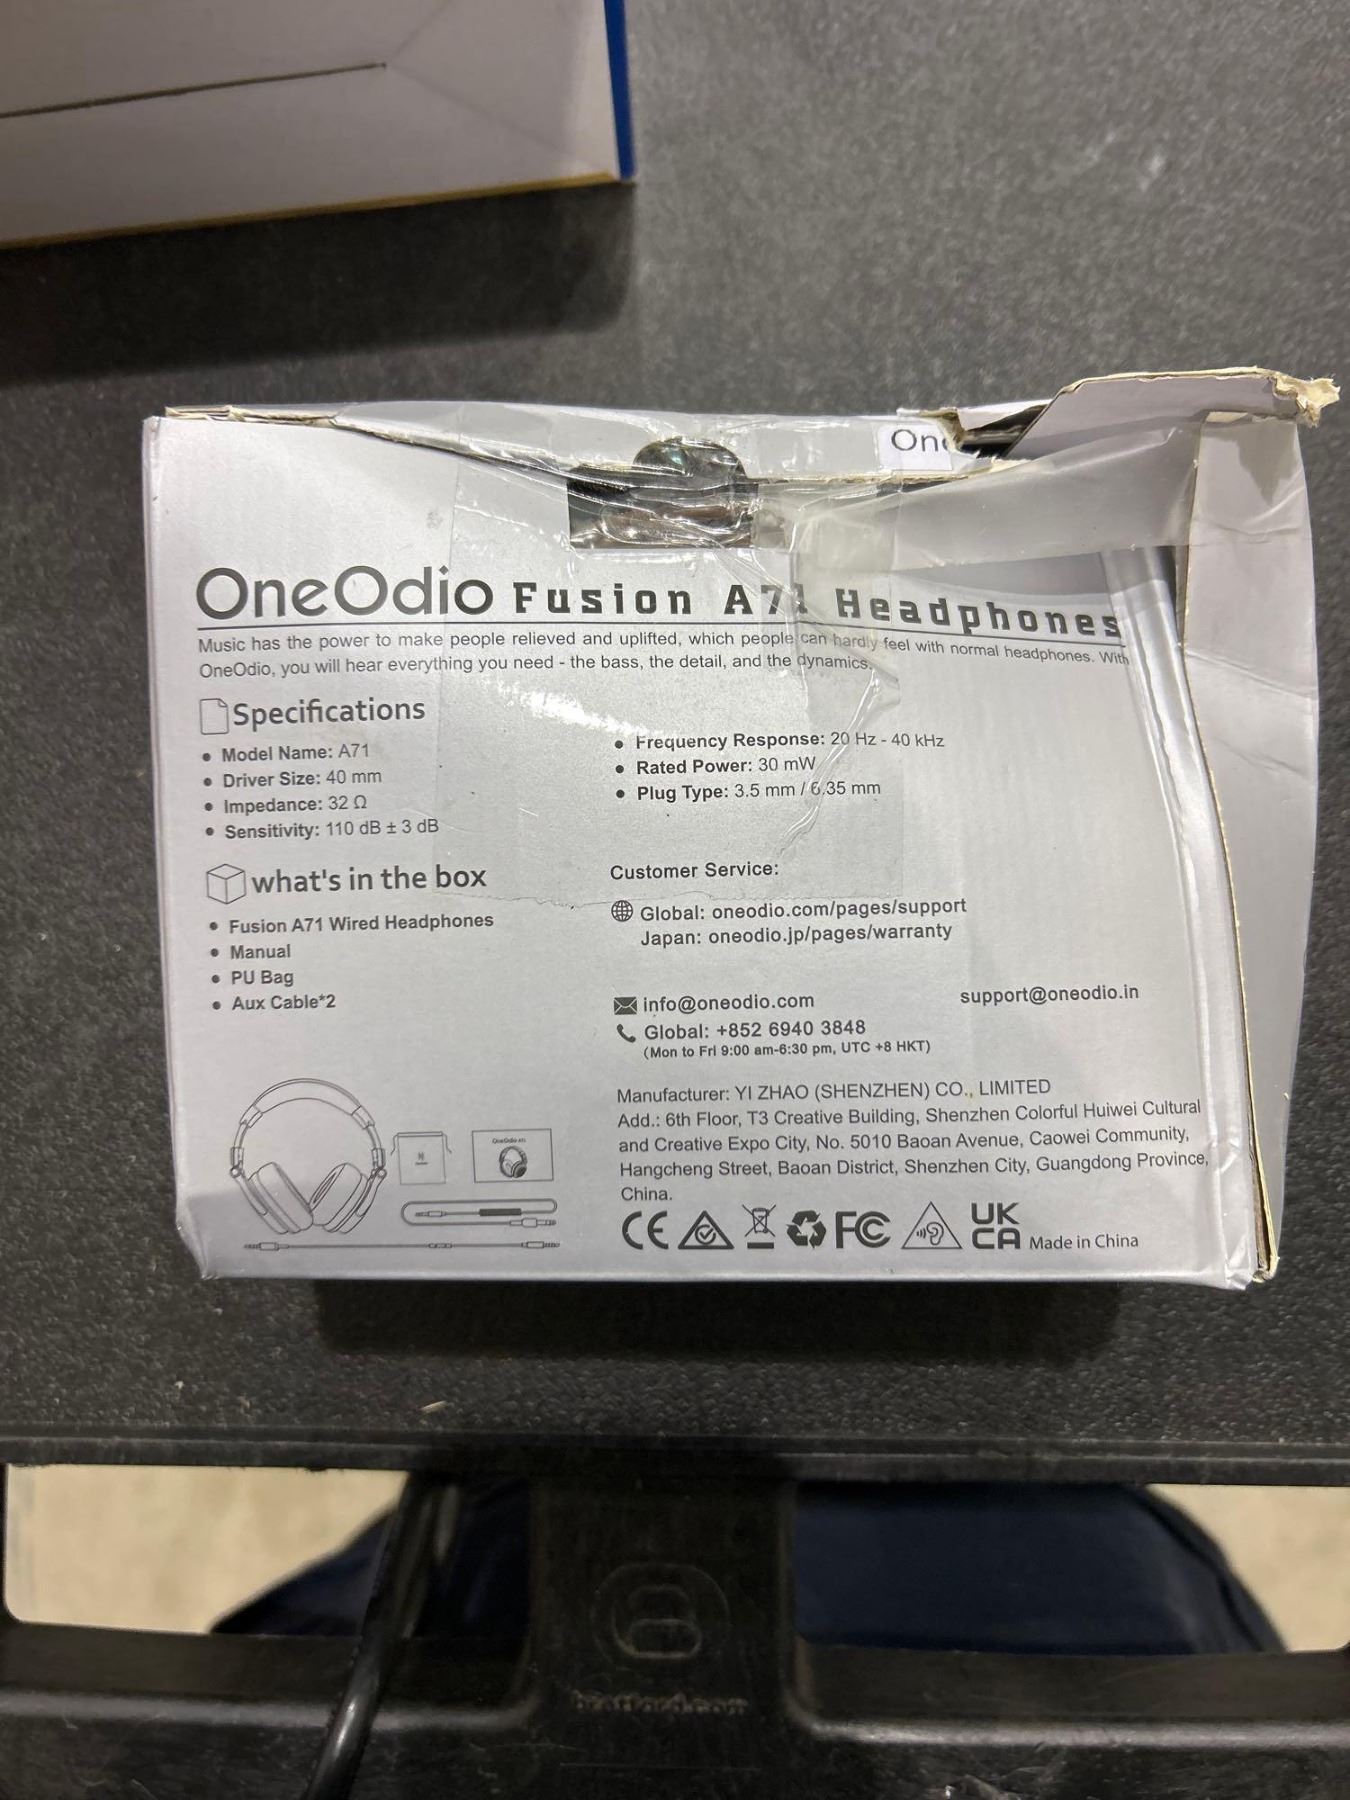 One
OneOdio Fusion A71 Headphones
Music has the power to make people relieved and uplifted, which people can hardly feel with normal headphones. With
OneOdio, you will hear everything you need - the bass, the detail, and the dynamics.
Specifications
• Model Name: A71
• Driver Size: 40 mm
• Impedance: 32 Ω
• Sensitivity: 110 dB ± 3 dB
• Frequency Response: 20 Hz - 40 kHz
• Rated Power: 30 mW
• Plug Type: 3.5 mm / 6.35 mm
what's in the box
• Fusion A71 Wired Headphones
• Manual
• PU Bag
• Aux Cable*2
Customer Service:
Global: oneodio.com/pages/support
Japan: oneodio.jp/pages/warranty
info@oneodio.com
support@oneodio.in
Global: +852 6940 3848
(Mon to Fri 9:00 am-6:30 pm, UTC +8 HKT)
Manufacturer: YI ZHAO (SHENZHEN) CO., LIMITED
Add.: 6th Floor, T3 Creative Building, Shenzhen Colorful Huiwei Cultural
and Creative Expo City, No. 5010 Baoan Avenue, Caowei Community,
Hangcheng Street, Baoan District, Shenzhen City, Guangdong Province,
China.
OneOdio A71
CE FC UK CA Made in China